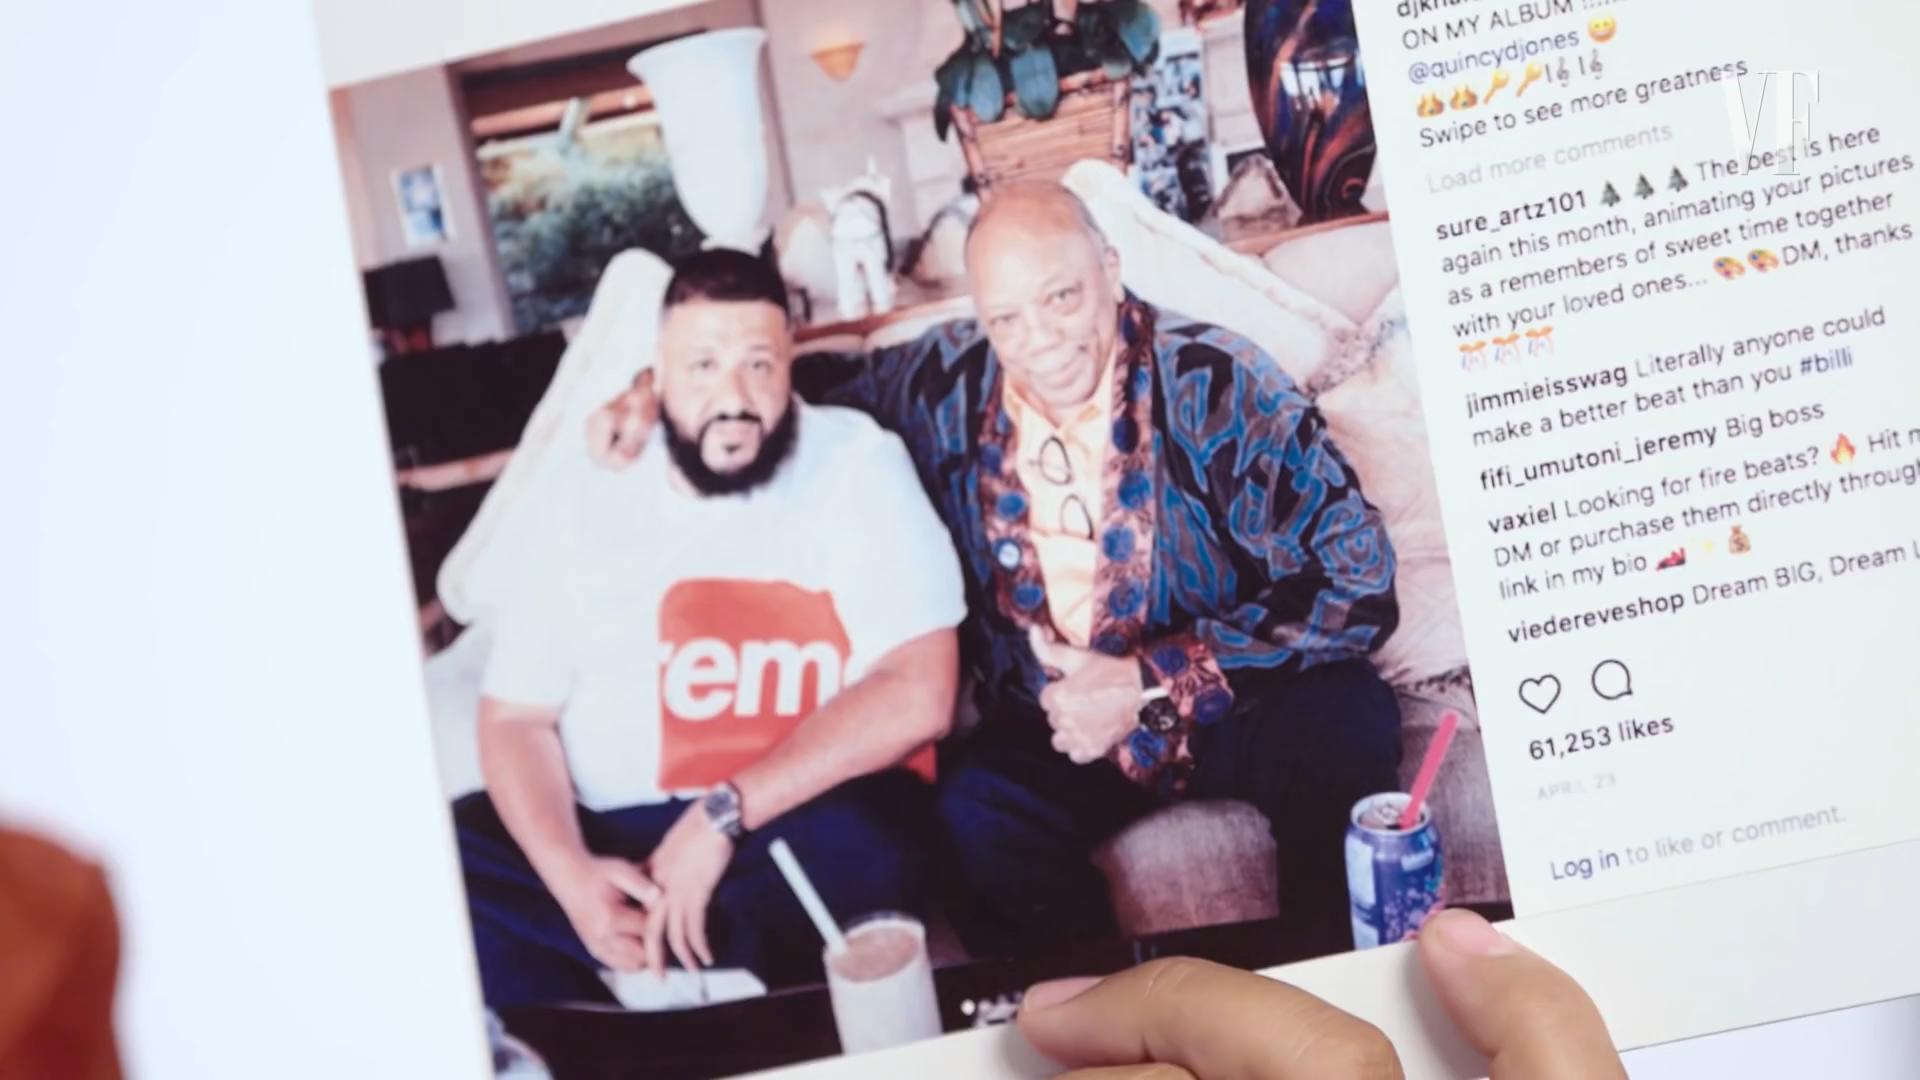 ON MY ALBUM
@quincydjones 😄
Swipe to see more greatness
Load more comments
sure_artz101 🌲🌲🌲 The best is here
again this month, animating your pictures
as a remembers of sweet time together
with your loved ones... 🎨🎨DM, thanks
🎊🎊🎊
jimmieisswag Literally anyone could
make a better beat than you #billi
fifi_umutoni_jeremy Big boss
vaxiel Looking for fire beats? 🔥 Hit
DM or purchase them directly through
link in my bio 🏎✨💰
viedereveshop Dream BIG, Dream
61,253 likes
APRIL 23
Log in to like or comment.
VF
rem